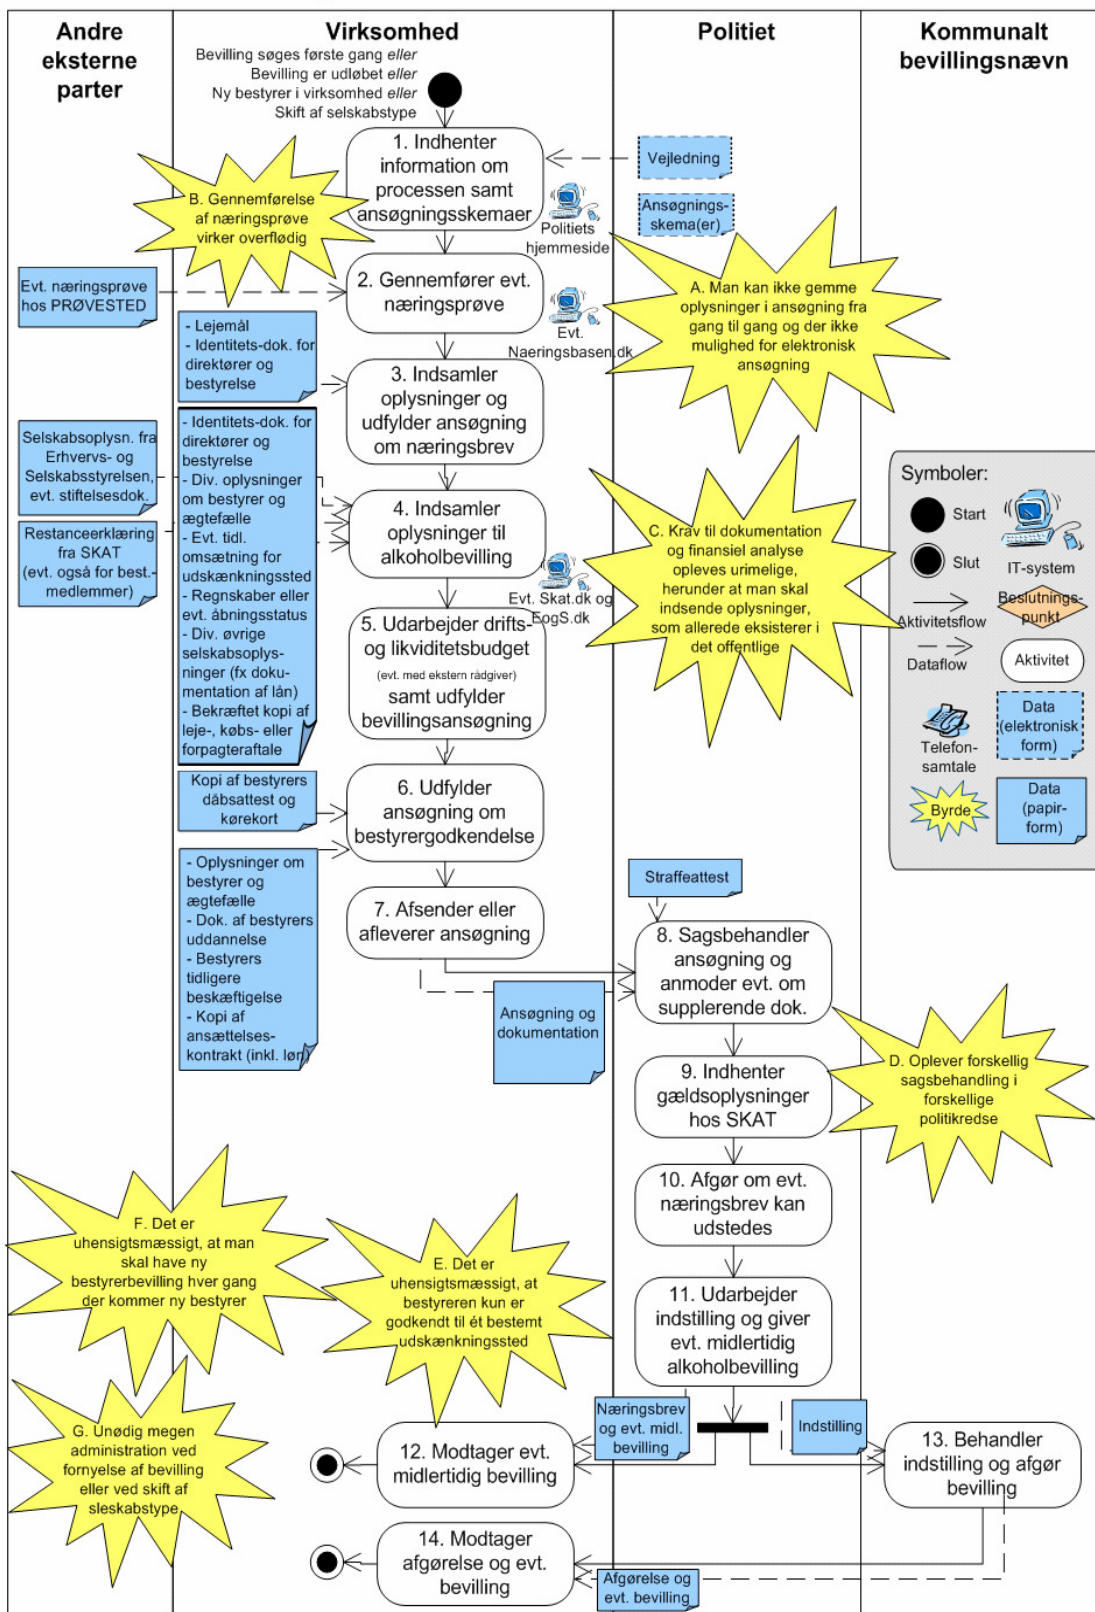 Andre
eksterne
parter
Virksomhed
Politiet
Kommunalt
bevillingsnævn
Bevilling søges første gang eller
Bevilling er udløbet eller
Ny bestyrer i virksomhed eller
Skift af selskabstype
1. Indhenter
information om
processen samt
ansøgningsskemaer
Vejledning
Ansøgnings-
skema(er)
Politiets
hjemmeside
B. Gennemførelse
af næringsprøve
virker overflødig
Evt. næringsprøve
hos PRØVESTED
2. Gennemfører evt.
næringsprøve
Evt.
Naeringsbasen.dk
A. Man kan ikke gemme
oplysninger i ansøgning fra
gang til gang og der ikke
mulighed for elektronisk
ansøgning
- Lejemål
- Identitets-dok. for
direktører og
bestyrelse
3. Indsamler
oplysninger og
udfylder ansøgning
om næringsbrev
Selskabsoplysn. fra
Erhvervs- og
Selskabsstyrelsen,
evt. stiftelsesdok.
Restanceerklæring
fra SKAT
(evt. også for best.-
medlemmer)
- Identitets-dok. for
direktører og
bestyrelse
- Div. oplysninger
om bestyrer og
ægtefælle
- Evt. tidl.
omsætning for
udskænkningssted
- Regnskaber eller
evt. åbningsstatus
- Div. øvrige
selskabsoplys-
ninger (fx doku-
mentation af lån)
- Bekræftet kopi af
leje-, købs- eller
forpagteraftale
4. Indsamler
oplysninger til
alkoholbevilling
Evt. Skat.dk og
EogS.dk
C. Krav til dokumentation
og finansiel analyse
opleves urimelige,
herunder at man skal
indsende oplysninger,
som allerede eksisterer i
det offentlige
Symboler:
Start
Slut
IT-system
Aktivitetsflow
Beslutnings-
punkt
Dataflow
Aktivitet
Telefon-
samtale
Data
(elektronisk
form)
Byrde
Data
(papir-
form)
5. Udarbejder drifts-
og likviditetsbudget
(evt. med ekstern rådgiver)
samt udfylder
bevillingsansøgning
Kopi af bestyrers
dåbsattest og
kørekort
6. Udfylder
ansøgning om
bestyrergodkendelse
- Oplysninger om
bestyrer og
ægtefælle
- Dok. af bestyrers
uddannelse
- Bestyrers
tidligere
beskæftigelse
- Kopi af
ansættelses-
kontrakt (inkl. løn)
7. Afsender eller
afleverer ansøgning
Straffeattest
8. Sagsbehandler
ansøgning og
anmoder evt. om
supplerende dok.
Ansøgning og
dokumentation
9. Indhenter
gældsoplysninger
hos SKAT
D. Oplever forskellig
sagsbehandling i
forskellige
politikredse
10. Afgør om evt.
næringsbrev kan
udstedes
F. Det er
uhensigtsmæssigt, at man
skal have ny
bestyrerbevilling hver gang
der kommer ny bestyrer
E. Det er
uhensigtsmæssigt, at
bestyreren kun er
godkendt til ét bestemt
udskænkningssted
11. Udarbejder
indstilling og giver
evt. midlertidig
alkoholbevilling
G. Unødig megen
administration ved
fornyelse af bevilling
eller ved skift af
sleskabstype
Næringsbrev
og evt. midl.
bevilling
Indstilling
12. Modtager evt.
midlertidig bevilling
13. Behandler
indstilling og afgør
bevilling
14. Modtager
afgørelse og evt.
bevilling
Afgørelse og
evt. bevilling